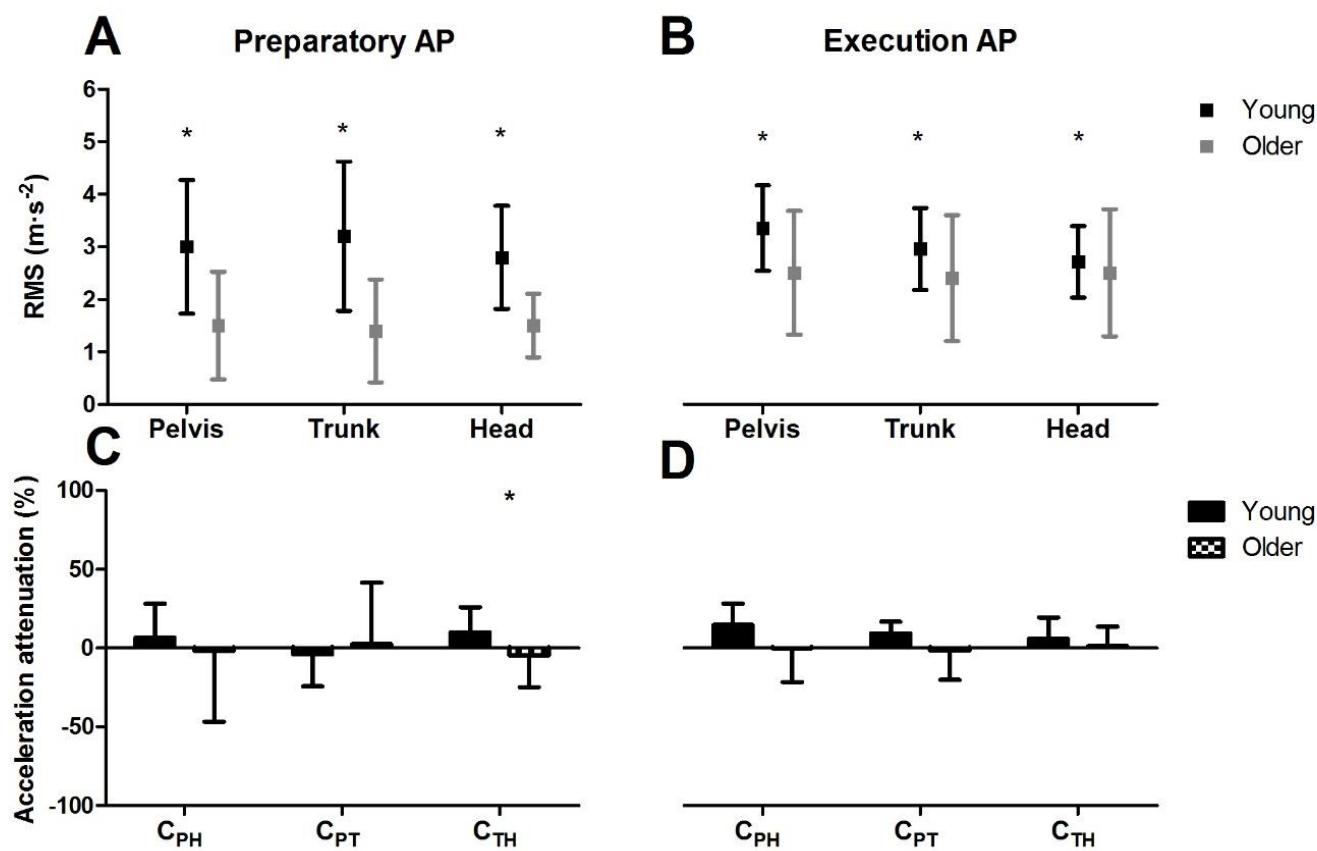 A Preparatory AP
B Execution AP
RMS (m·s⁻²)
6
5
4
3
2
1
0
* * *
* * *
Young
Older
Pelvis Trunk Head
Pelvis Trunk Head
C
D
Acceleration attenuation (%)
100
50
0
-50
-100
*
Young
Older
C_PH C_PT C_TH
C_PH C_PT C_TH